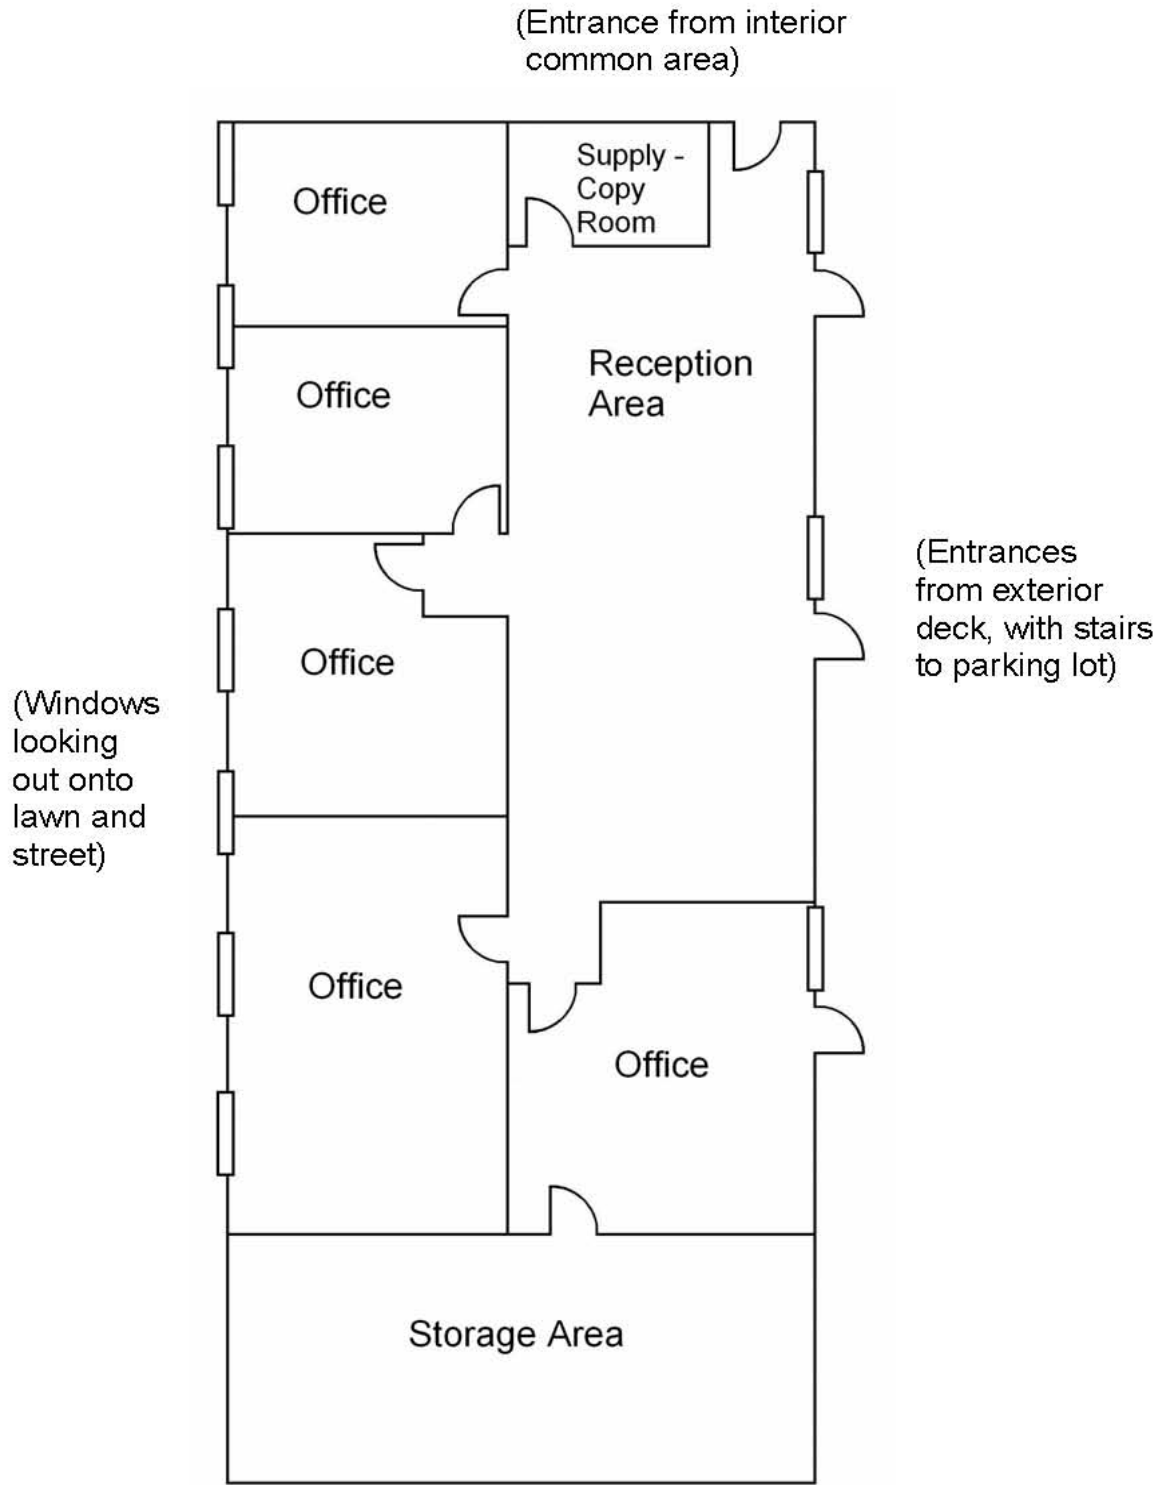 (Entrance from interior
common area)
Supply -
Copy
Room
Office
Reception
Area
Office
(Entrances
from exterior
deck, with stairs
to parking lot)
Office
(Windows
looking
out onto
lawn and
street)
Office
Office
Storage Area